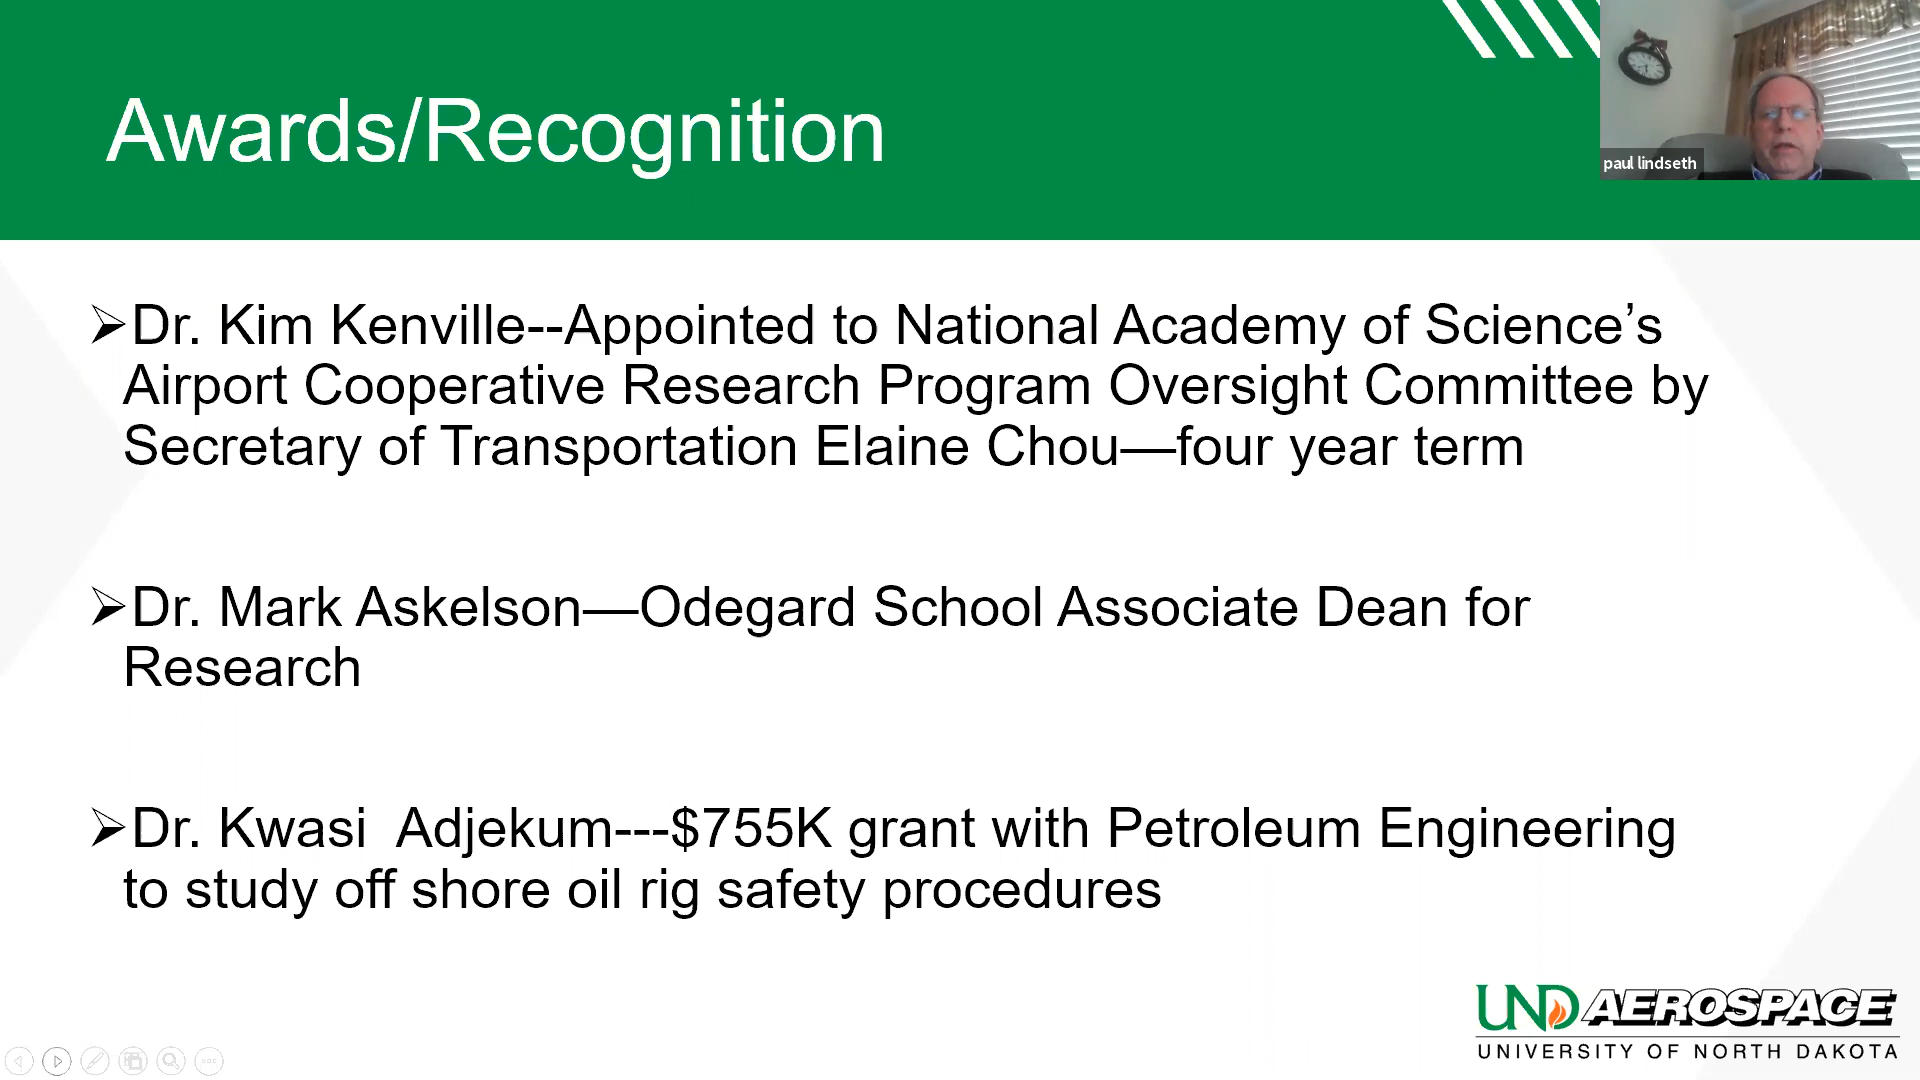 Awards/Recognition
paul lindseth
➢Dr. Kim Kenville--Appointed to National Academy of Science’s
Airport Cooperative Research Program Oversight Committee by
Secretary of Transportation Elaine Chou—four year term
➢Dr. Mark Askelson—Odegard School Associate Dean for
Research
➢Dr. Kwasi  Adjekum---$755K grant with Petroleum Engineering
to study off shore oil rig safety procedures
UND AEROSPACE
UNIVERSITY OF NORTH DAKOTA